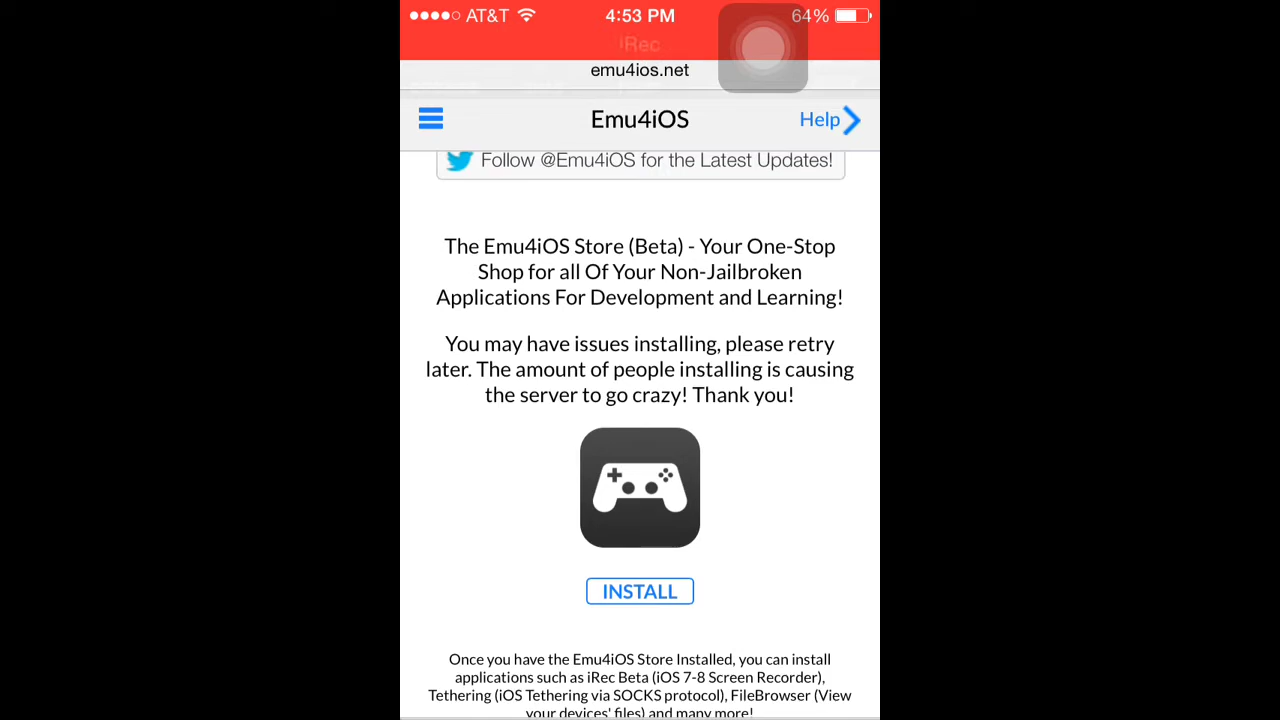 AT&T 4:53 PM 64%
iRec
emu4ios.net
Emu4iOS Help
Follow @Emu4iOS for the Latest Updates!
The Emu4iOS Store (Beta) - Your One-Stop
Shop for all Of Your Non-Jailbroken
Applications For Development and Learning!
You may have issues installing, please retry
later. The amount of people installing is causing
the server to go crazy! Thank you!
INSTALL
Once you have the Emu4iOS Store Installed, you can install
applications such as iRec Beta (iOS 7-8 Screen Recorder),
Tethering (iOS Tethering via SOCKS protocol), FileBrowser (View
your devices' files) and many more!